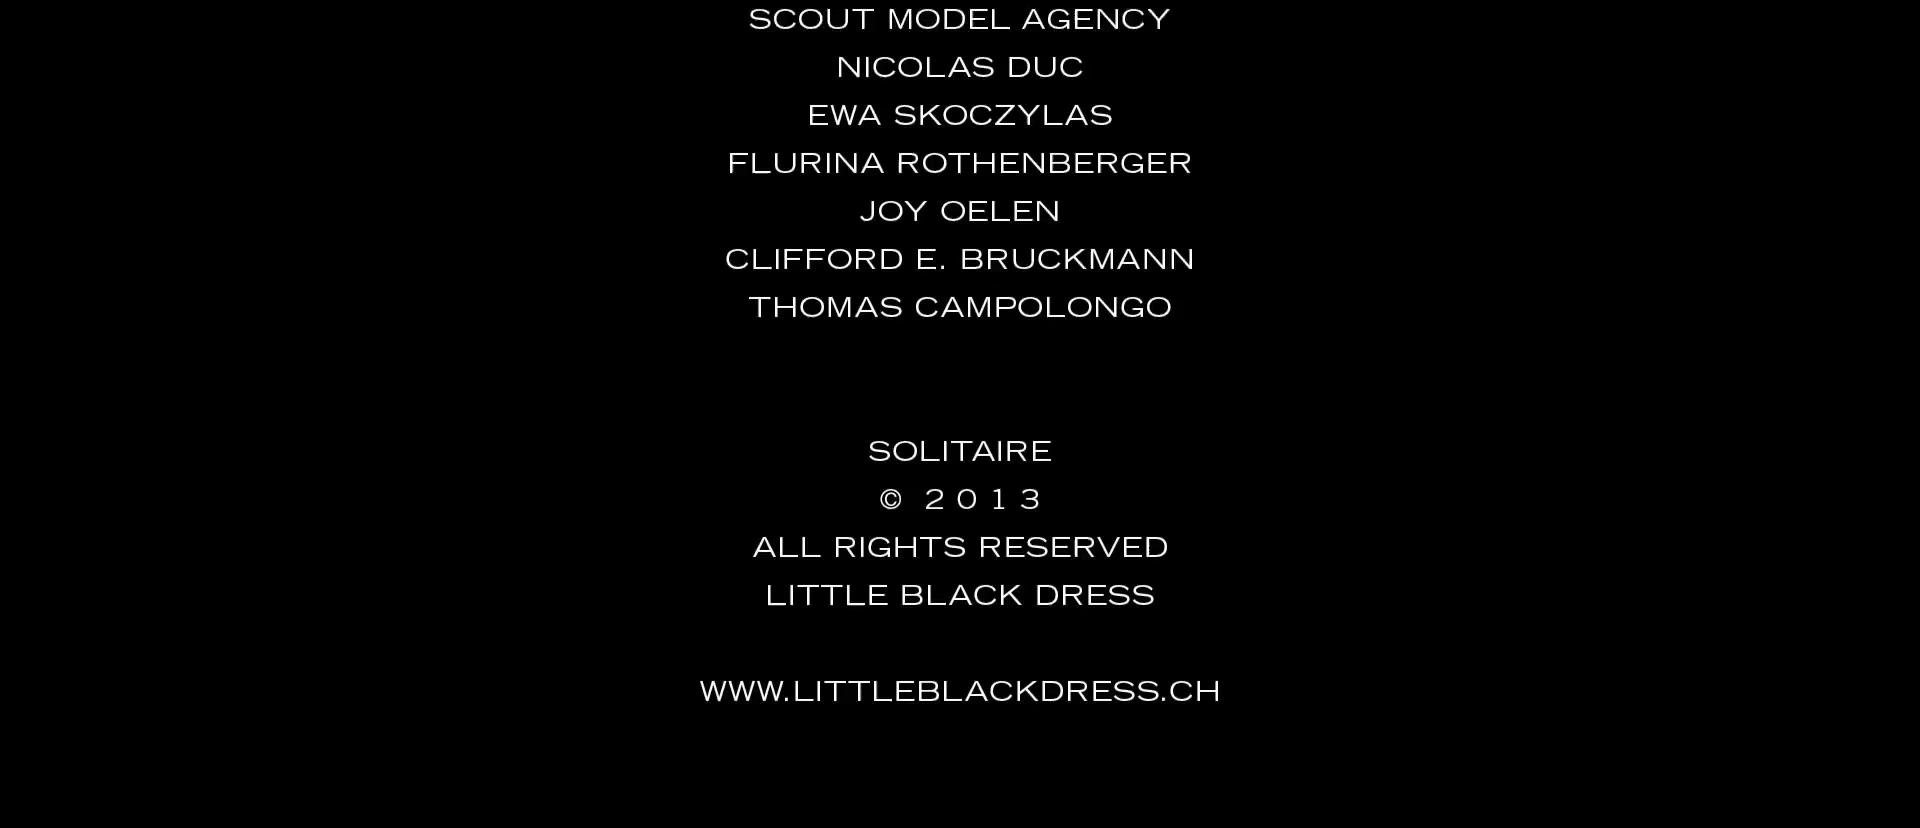 SCOUT MODEL AGENCY
NICOLAS DUC
EWA SKOCZYLAS
FLURINA ROTHENBERGER
JOY OELEN
CLIFFORD E. BRUCKMANN
THOMAS CAMPOLONGO
SOLITAIRE
© 2013
ALL RIGHTS RESERVED
LITTLE BLACK DRESS
WWW.LITTLEBLACKDRESS.CH